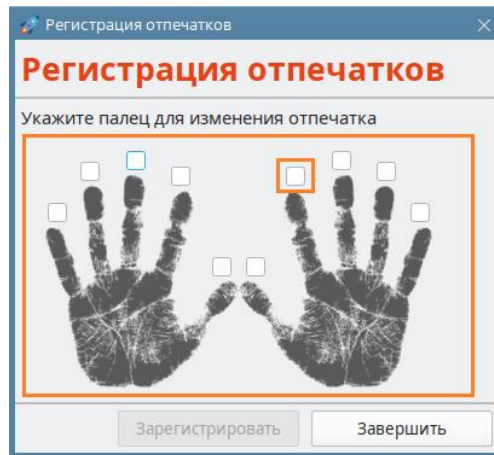 Регистрация отпечатков
Регистрация отпечатков
Укажите палец для изменения отпечатка
Зарегистрировать
Завершить